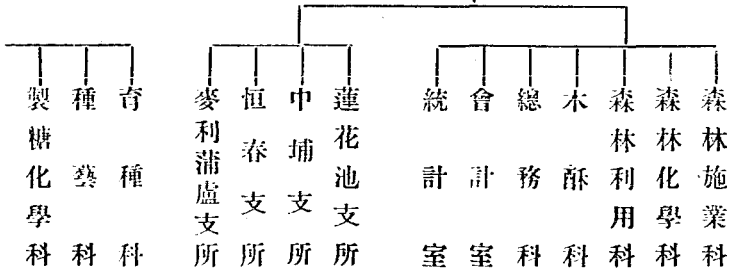 森林施業科
森林化學科
森林利用科
木酥科
總務科
會計室
統計室
蓮花池支所
中埔支所
恒春支所
麥利蒲盧支所
育種科
種藝科
製糖化學科